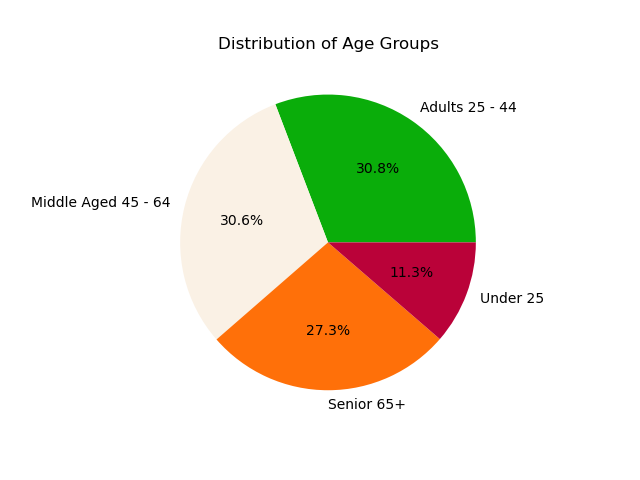 Distribution of Age Groups
Adults 25 - 44
30.8%
Middle Aged 45 - 64
30.6%
11.3%
Under 25
27.3%
Senior 65+